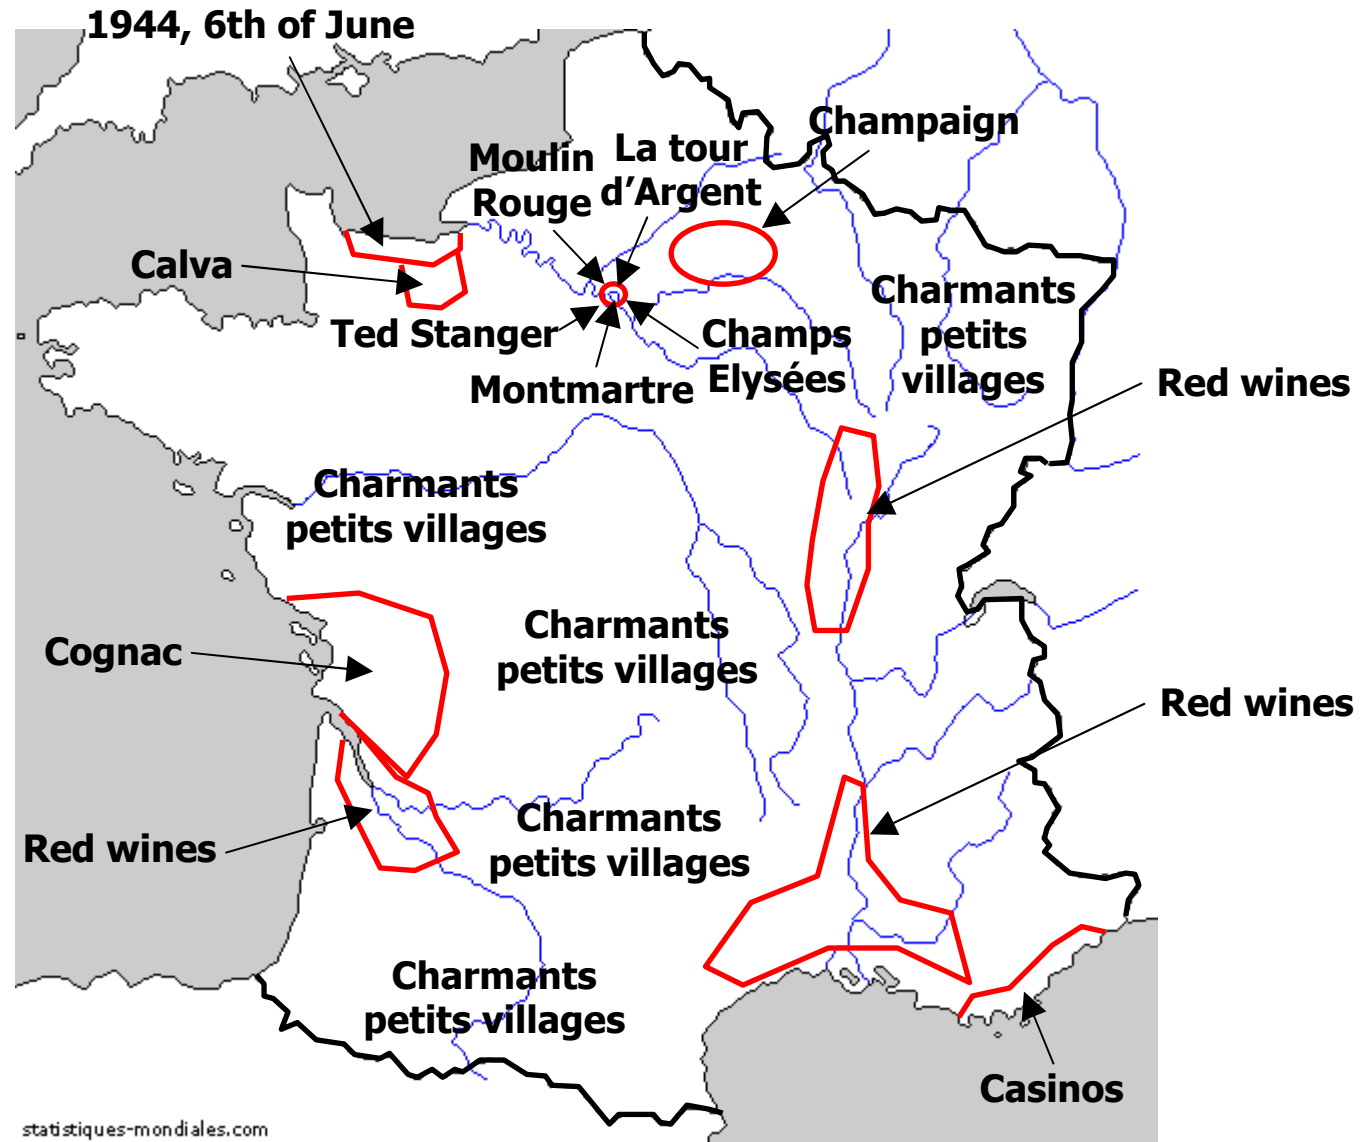 1944, 6th of June
Champaign
Moulin
Rouge
La tour
d’Argent
Calva
Ted Stanger
Montmartre
Champs
Elysées
Charmants
petits
villages
Red wines
Charmants
petits villages
Cognac
Charmants
petits villages
Red wines
Red wines
Charmants
petits villages
Charmants
petits villages
Casinos
statistiques-mondiales.com